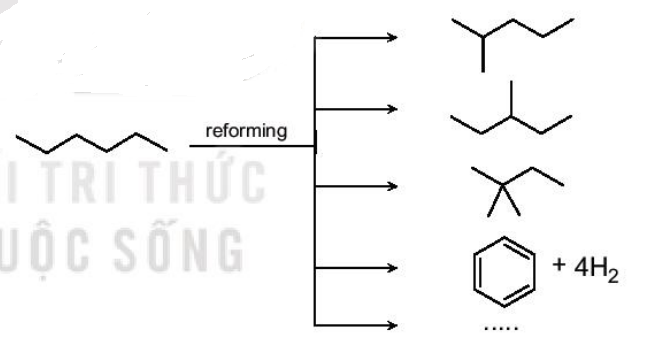 reforming
I TRI THỨC
UỘC SỐNG
+ 4H₂
.....